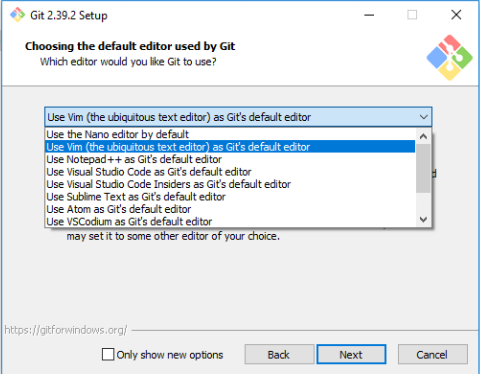 Git 2.39.2 Setup
Choosing the default editor used by Git
Which editor would you like Git to use?
Use Vim (the ubiquitous text editor) as Git's default editor
Use the Nano editor by default
Use Vim (the ubiquitous text editor) as Git's default editor
Use Notepad++ as Git's default editor
Use Visual Studio Code as Git's default editor
Use Visual Studio Code Insiders as Git's default editor
Use Sublime Text as Git's default editor
Use Atom as Git's default editor
Use VSCodium as Git's default editor
may set it to some other editor of your choice.
https://gitforwindows.org/
Only show new options
Back
Next
Cancel